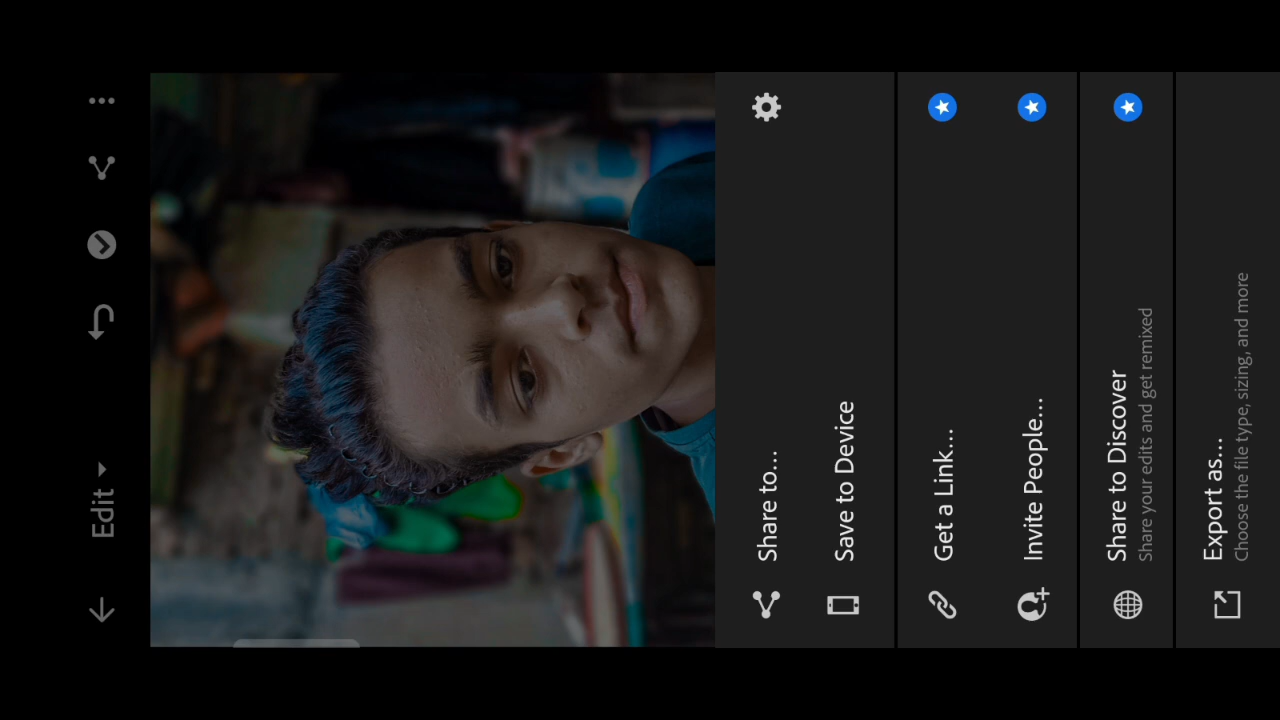 Edit
Share to...
Save to Device
Get a Link...
Invite People...
Share to Discover
Share your edits and get remixed
Export as...
Choose the file type, sizing, and more